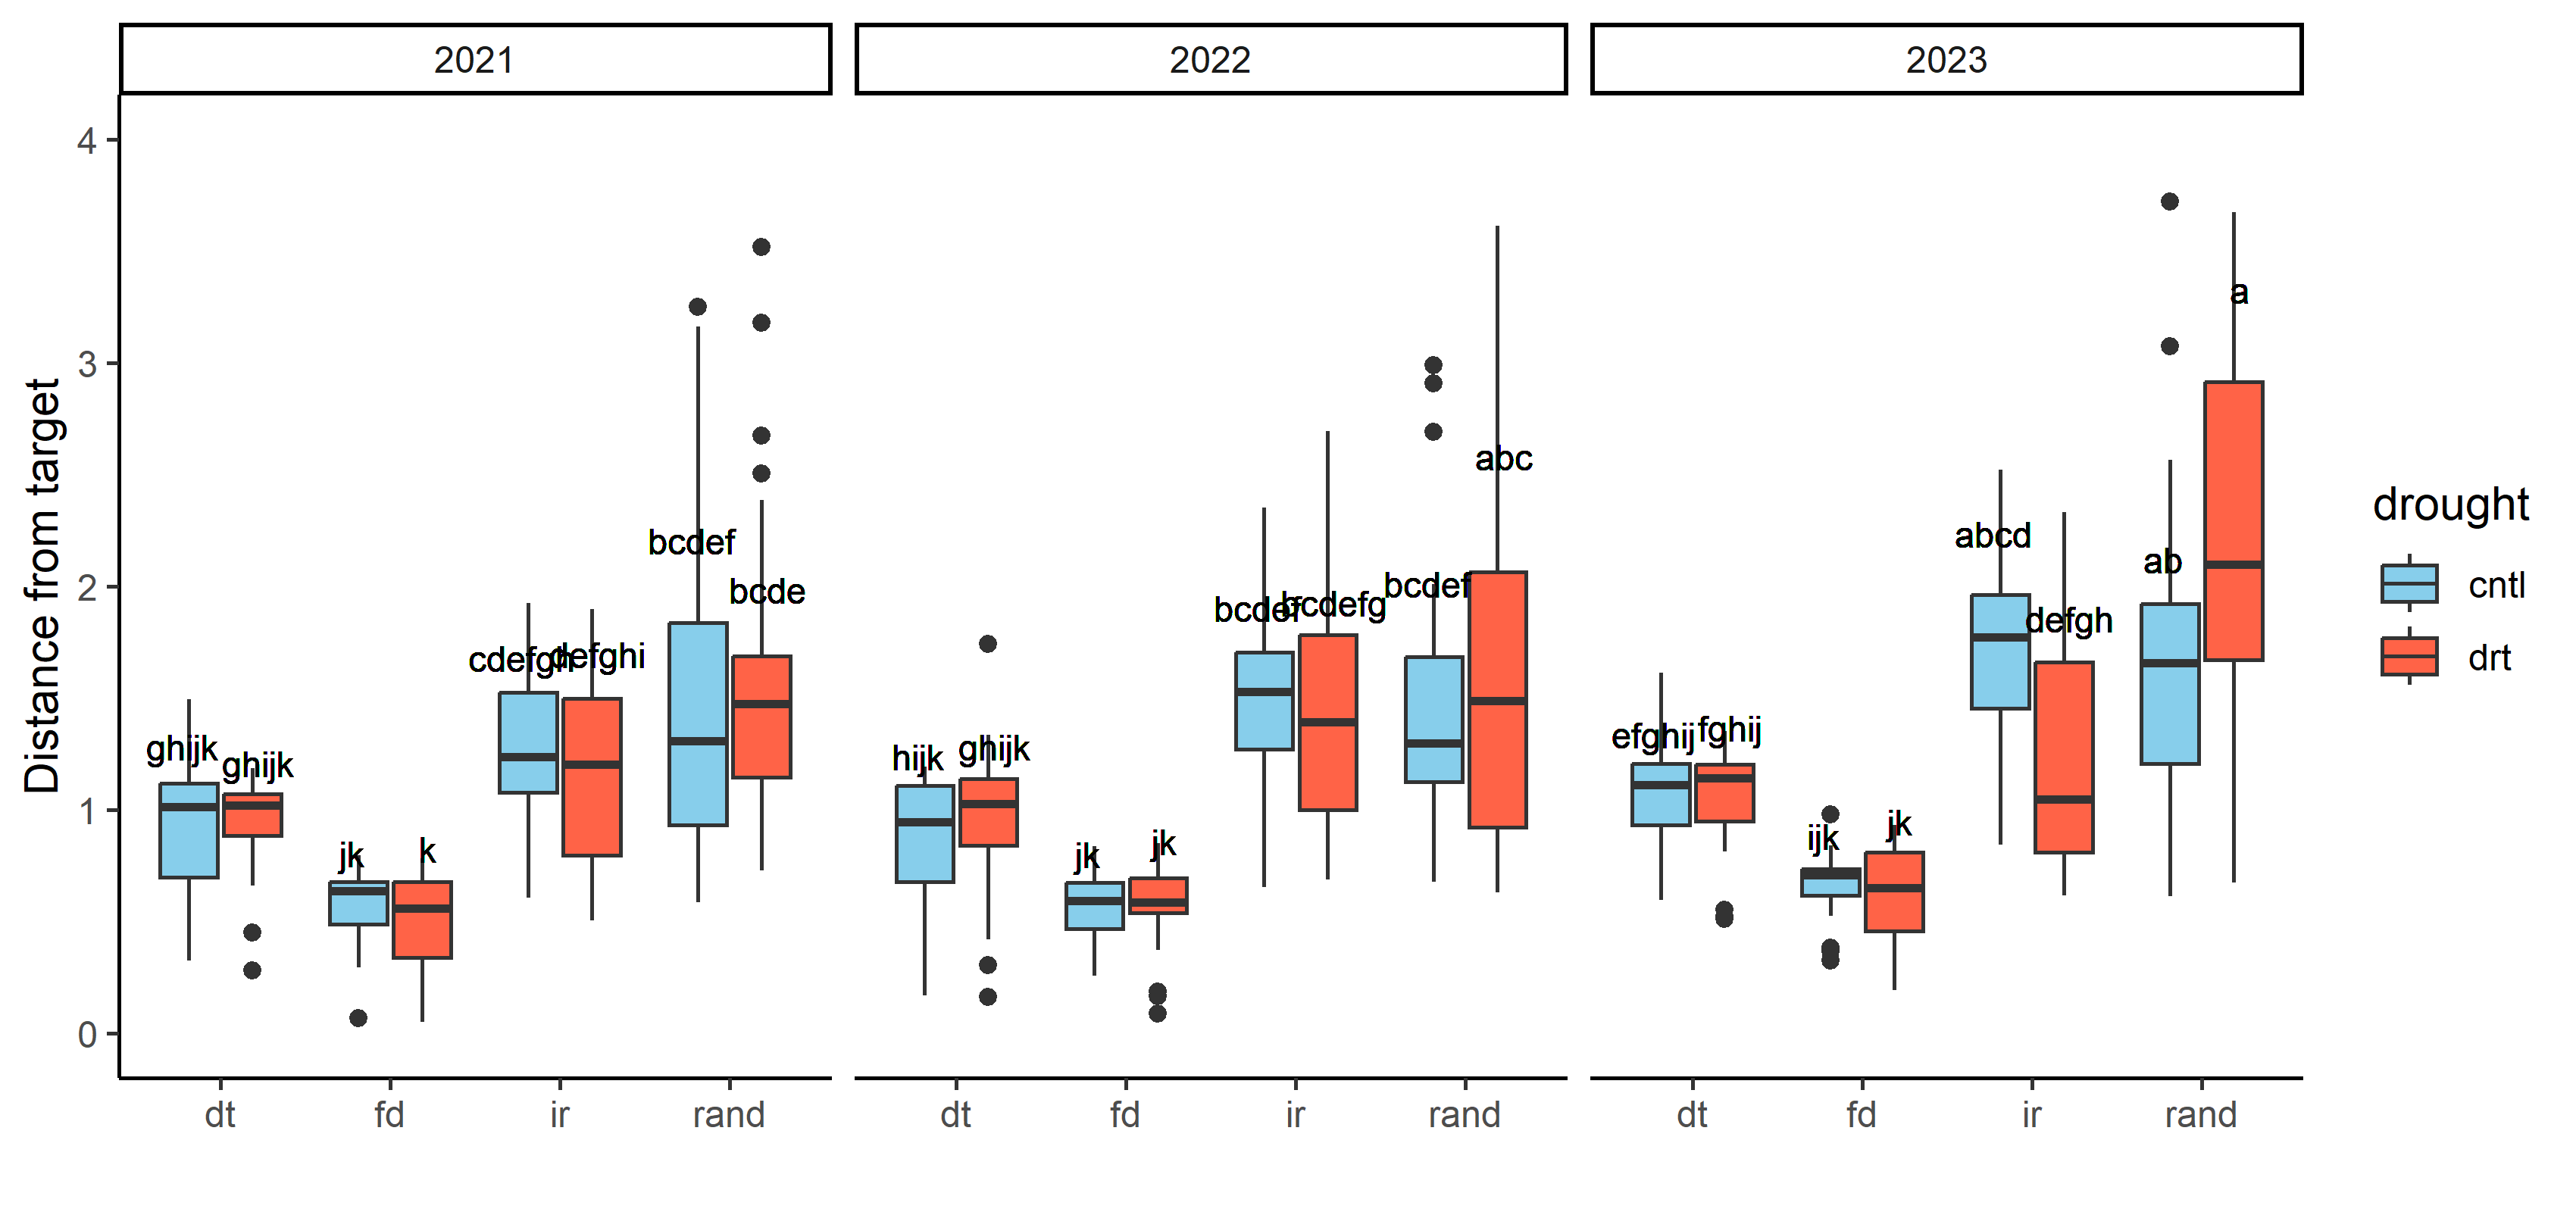 2021 2022 2023
Distance from target
4
3
2
1
0
ghijk ghijk jk k cdefgh defghi bcdef bcde
hijk ghijk jk jk bcdef bcdefg bcdef abc
efghij fghij ijk jk abcd defgh ab a
dt fd ir rand dt fd ir rand dt fd ir rand
drought
cntl
drt